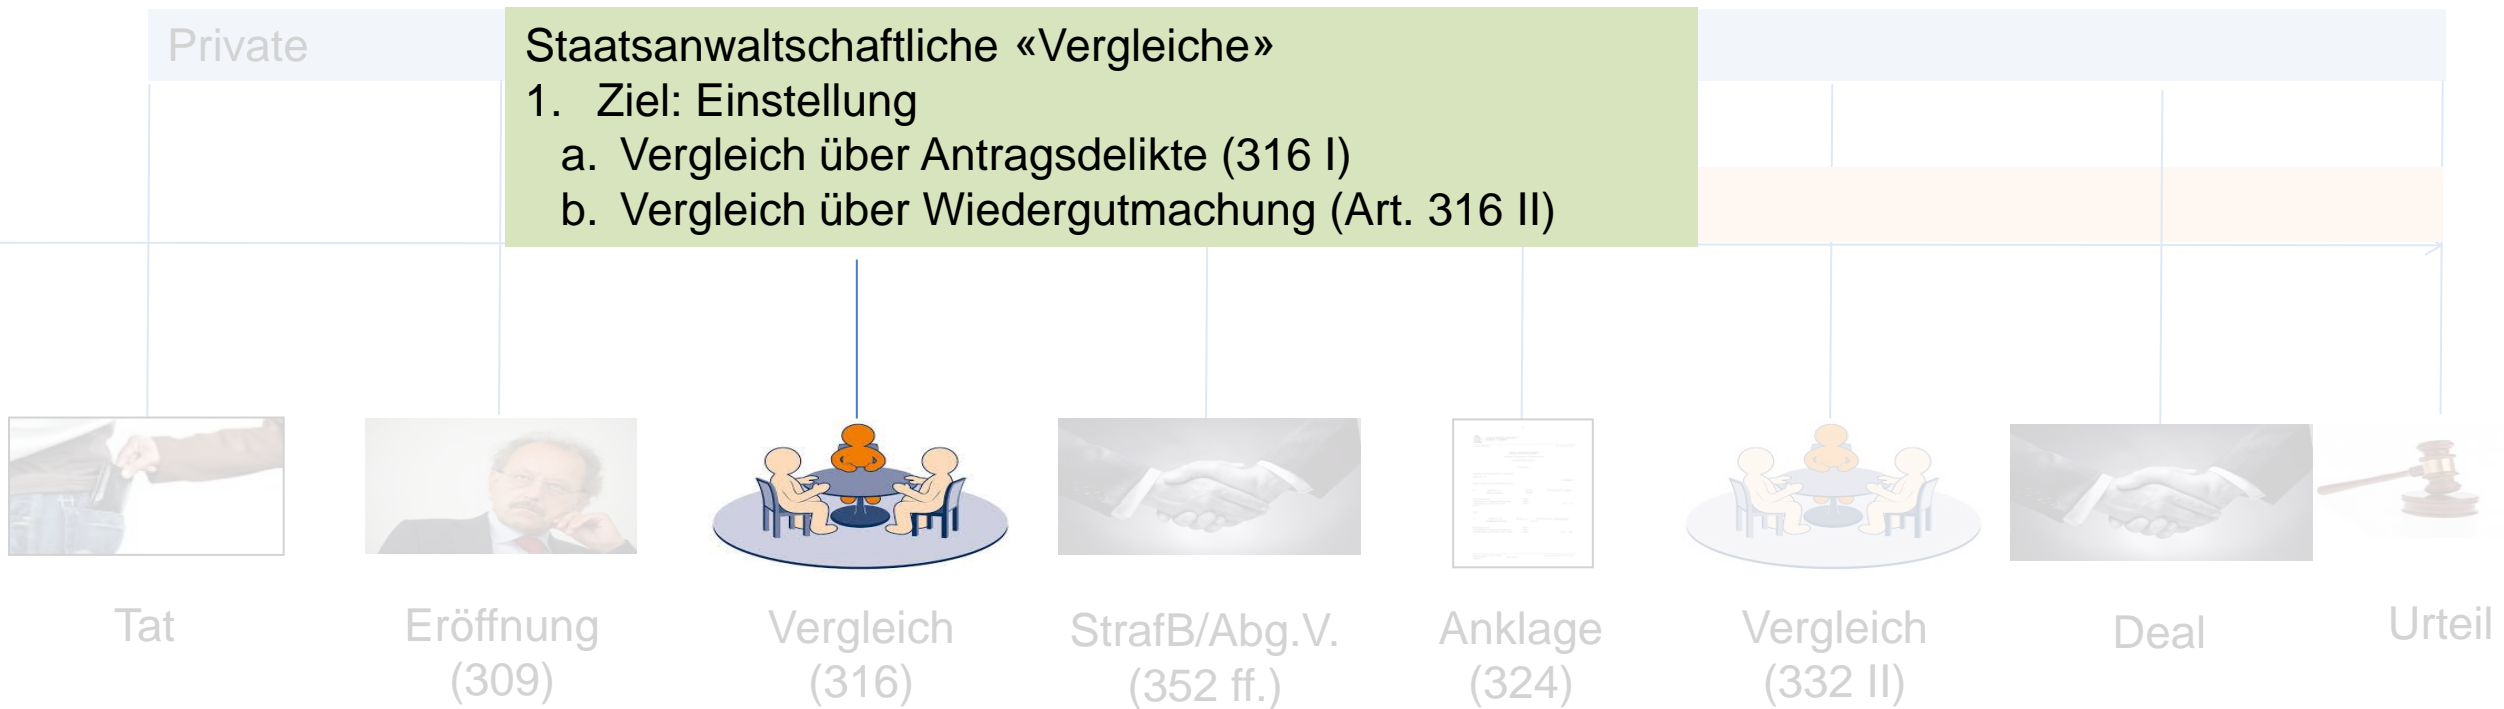 Private
Staatsanwaltschaftliche «Vergleiche»
1. Ziel: Einstellung
a. Vergleich über Antragsdelikte (316 I)
b. Vergleich über Wiedergutmachung (Art. 316 II)
Tat
Eröffnung
(309)
Vergleich
(316)
StrafB/Abg.V.
(352 ff.)
Anklage
(324)
Vergleich
(332 II)
Deal
Urteil